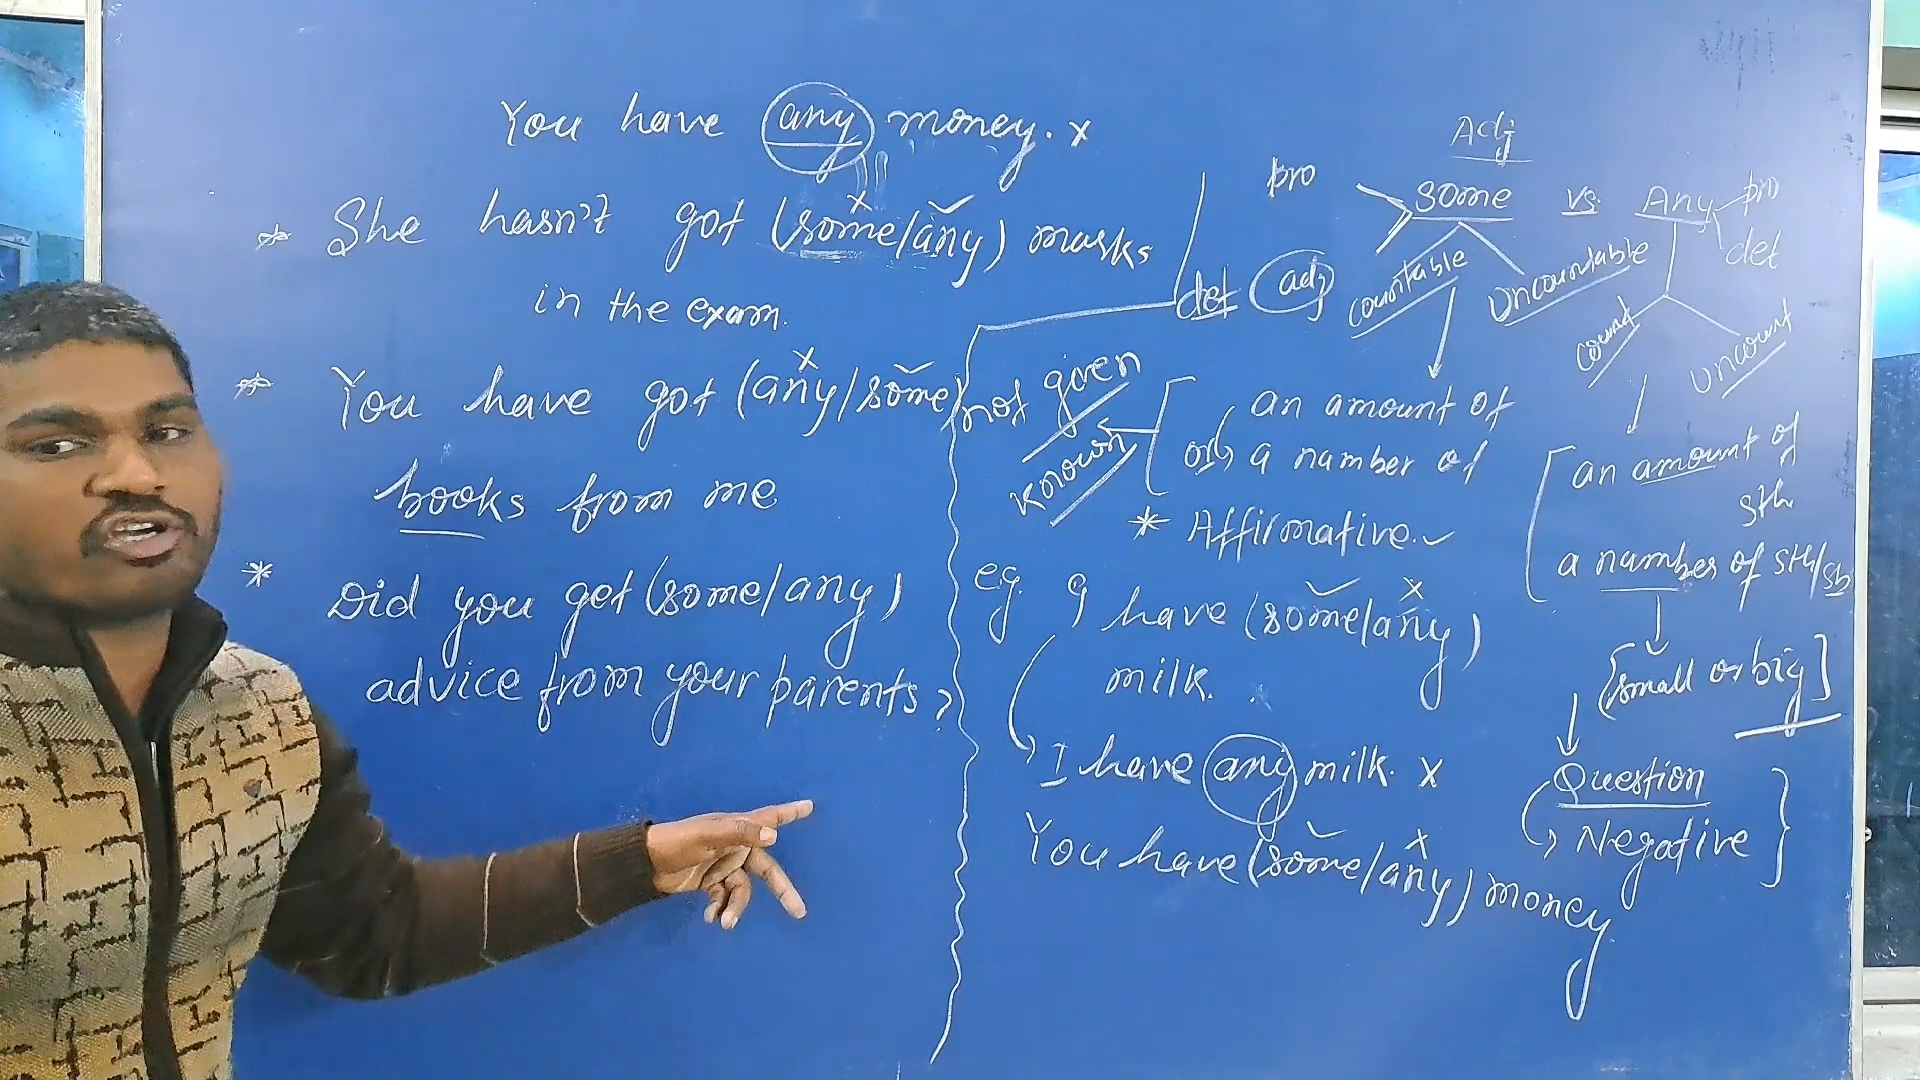 You have any money. x
* She hasn't got (some/any) marks
in the exam.
* You have got (any/some)
books from me
* Did you get (some/any)
advice from your parents?
Adj
pro some vs. Any pro
det adj det
countable Uncountable
count Uncount
not given
known
an amount of
or, a number of
* Affirmative.
e.g. I have (some/any)
milk.
I have any milk. x
You have (some/any) money
an amount of
sth
a number of sth/sb
[small or big]
Question
Negative